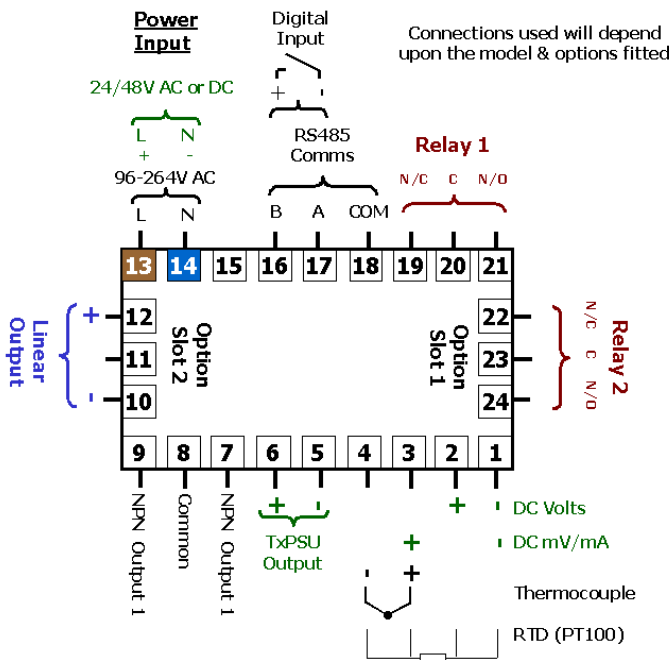 Power
Input
Digital
Input
Connections used will depend
upon the model & options fitted
24/48V AC or DC
+ -
L N
+ -
RS485
Comms
Relay 1
96-264V AC
N/C C N/O
L N
B A COM
13 14 15 16 17 18 19 20 21
Linear
Output
+
-
12
11
10
Option
Slot 2
Option
Slot 1
22
23
24
N/C
C
N/O
Relay 2
9 8 7 6 5 4 3 2 1
NPN Output 1
Common
NPN Output 1
+ -
TxPSU
Output
+ - DC Volts
+ - DC mV/mA
- +
Thermocouple
RTD (PT100)